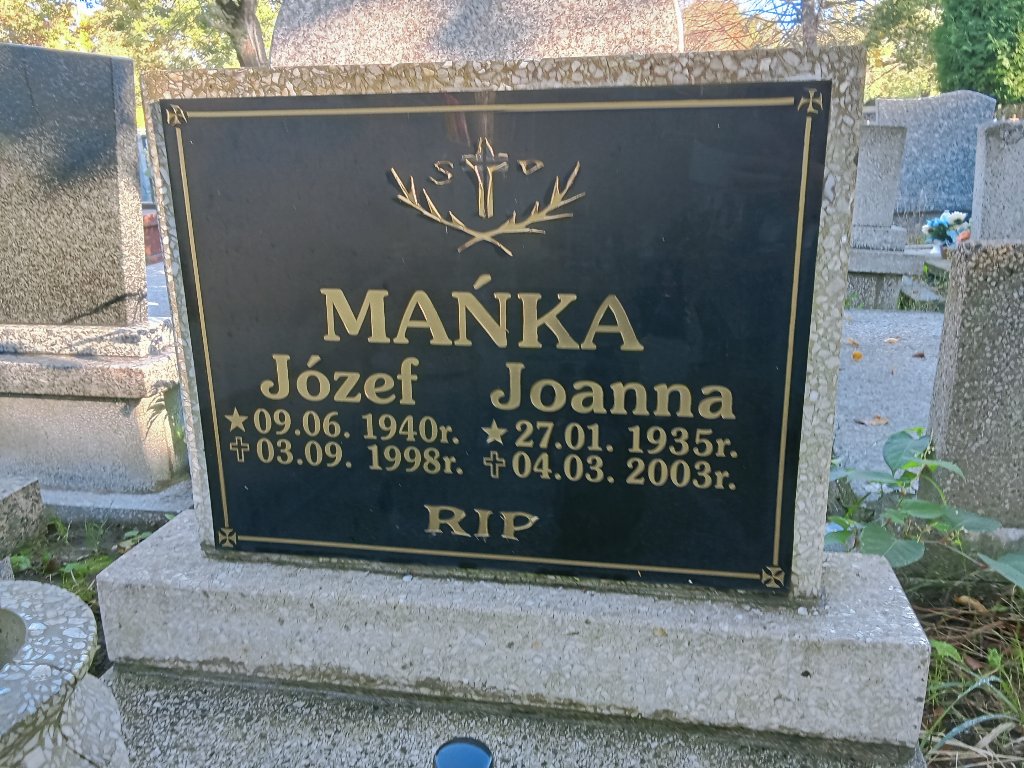 S P
MAŃKA
Józef Joanna
★09.06. 1940r. ★27.01. 1935r.
✝03.09. 1998r. ✝04.03. 2003r.
RIP